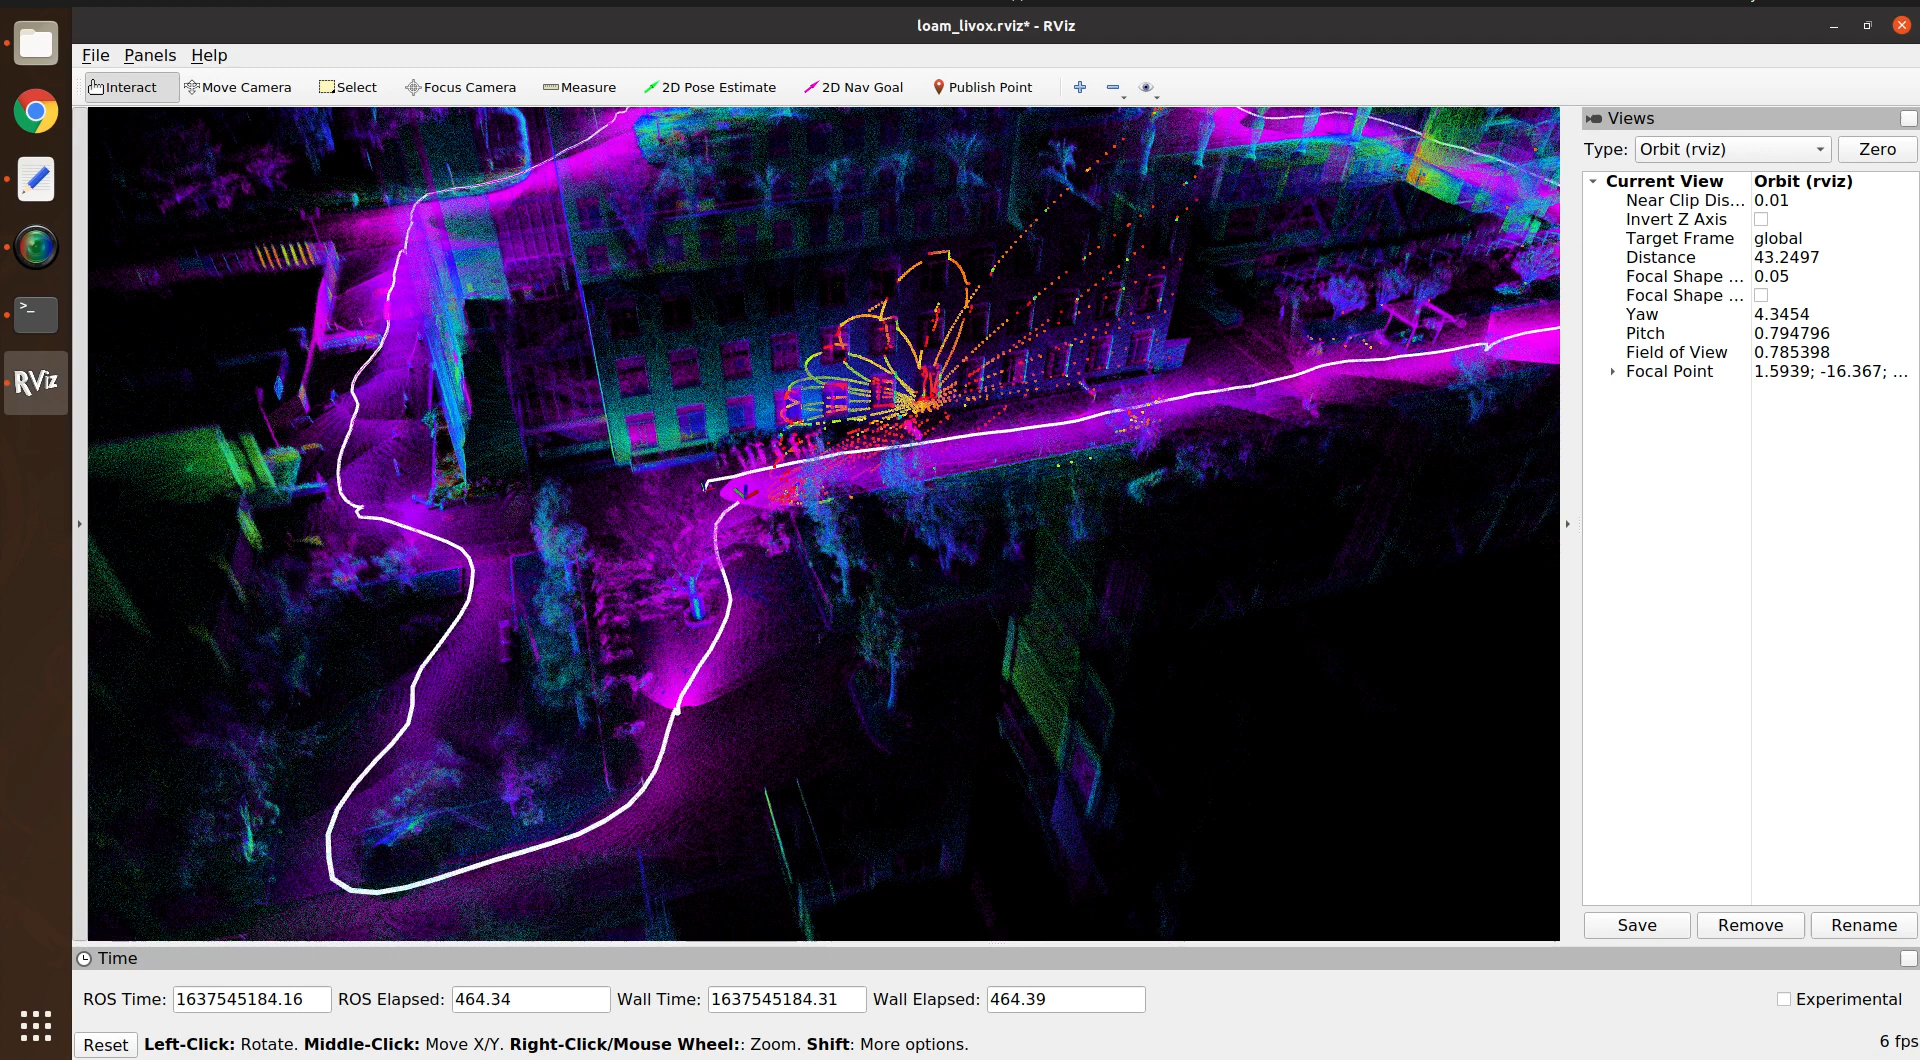 loam_livox.rviz* - RViz
File Panels Help
Interact Move Camera Select Focus Camera Measure 2D Pose Estimate 2D Nav Goal Publish Point
Views
Type: Orbit (rviz) Zero
Current View Orbit (rviz)
Near Clip Dis... 0.01
Invert Z Axis
Target Frame global
Distance 43.2497
Focal Shape ... 0.05
Focal Shape ...
Yaw 4.3454
Pitch 0.794796
Field of View 0.785398
Focal Point 1.5939; -16.367; ...
>_
RViz
Save Remove Rename
Time
ROS Time: 1637545184.16 ROS Elapsed: 464.34 Wall Time: 1637545184.31 Wall Elapsed: 464.39 Experimental
Reset Left-Click: Rotate. Middle-Click: Move X/Y. Right-Click/Mouse Wheel:: Zoom. Shift: More options. 6 fps